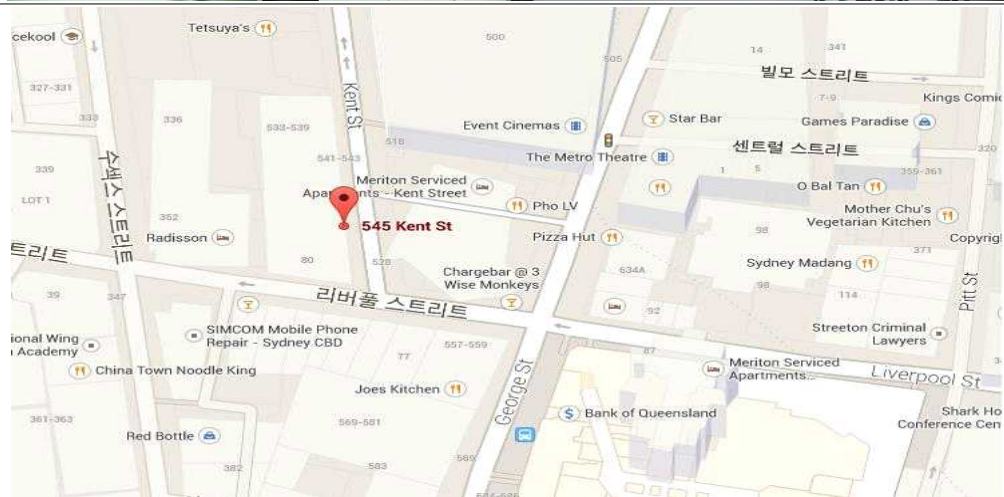 cekool
Tetsuya's
500
505
14
341
빌모 스트리트
327-331
333
336
533-539
Kent St
7-9
Kings Comic
Event Cinemas
Star Bar
Games Paradise
518
The Metro Theatre
센트럴 스트리트
320
339
541-543
1
5
355-361
수섹스 스트리트
Meriton Serviced
Apartments - Kent Street
O Bal Tan
LOT 1
352
Pho LV
Mother Chu's
Vegetarian Kitchen
545 Kent St
Radisson
Pizza Hut
98
Copyrig
371
트리트
80
528
634A
Sydney Madang
Chargebar @ 3
Wise Monkeys
98
114
Pitt St
39
347
리버풀 스트리트
92
ional Wing
Academy
SIMCOM Mobile Phone
Repair - Sydney CBD
557-559
Streeton Criminal
Lawyers
77
87
China Town Noodle King
Meriton Serviced
Apartments...
Liverpool St
Joes Kitchen
George St
361-363
569-581
Bank of Queensland
Shark Ho
Conference Cen
Red Bottle
382
583
569